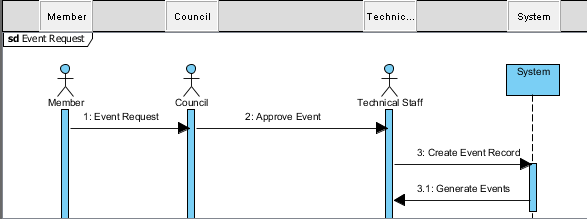 Member
Council
Technic...
System
sd Event Request
System
Member
Council
Technical Staff
1: Event Request
2: Approve Event
3: Create Event Record
3.1: Generate Events